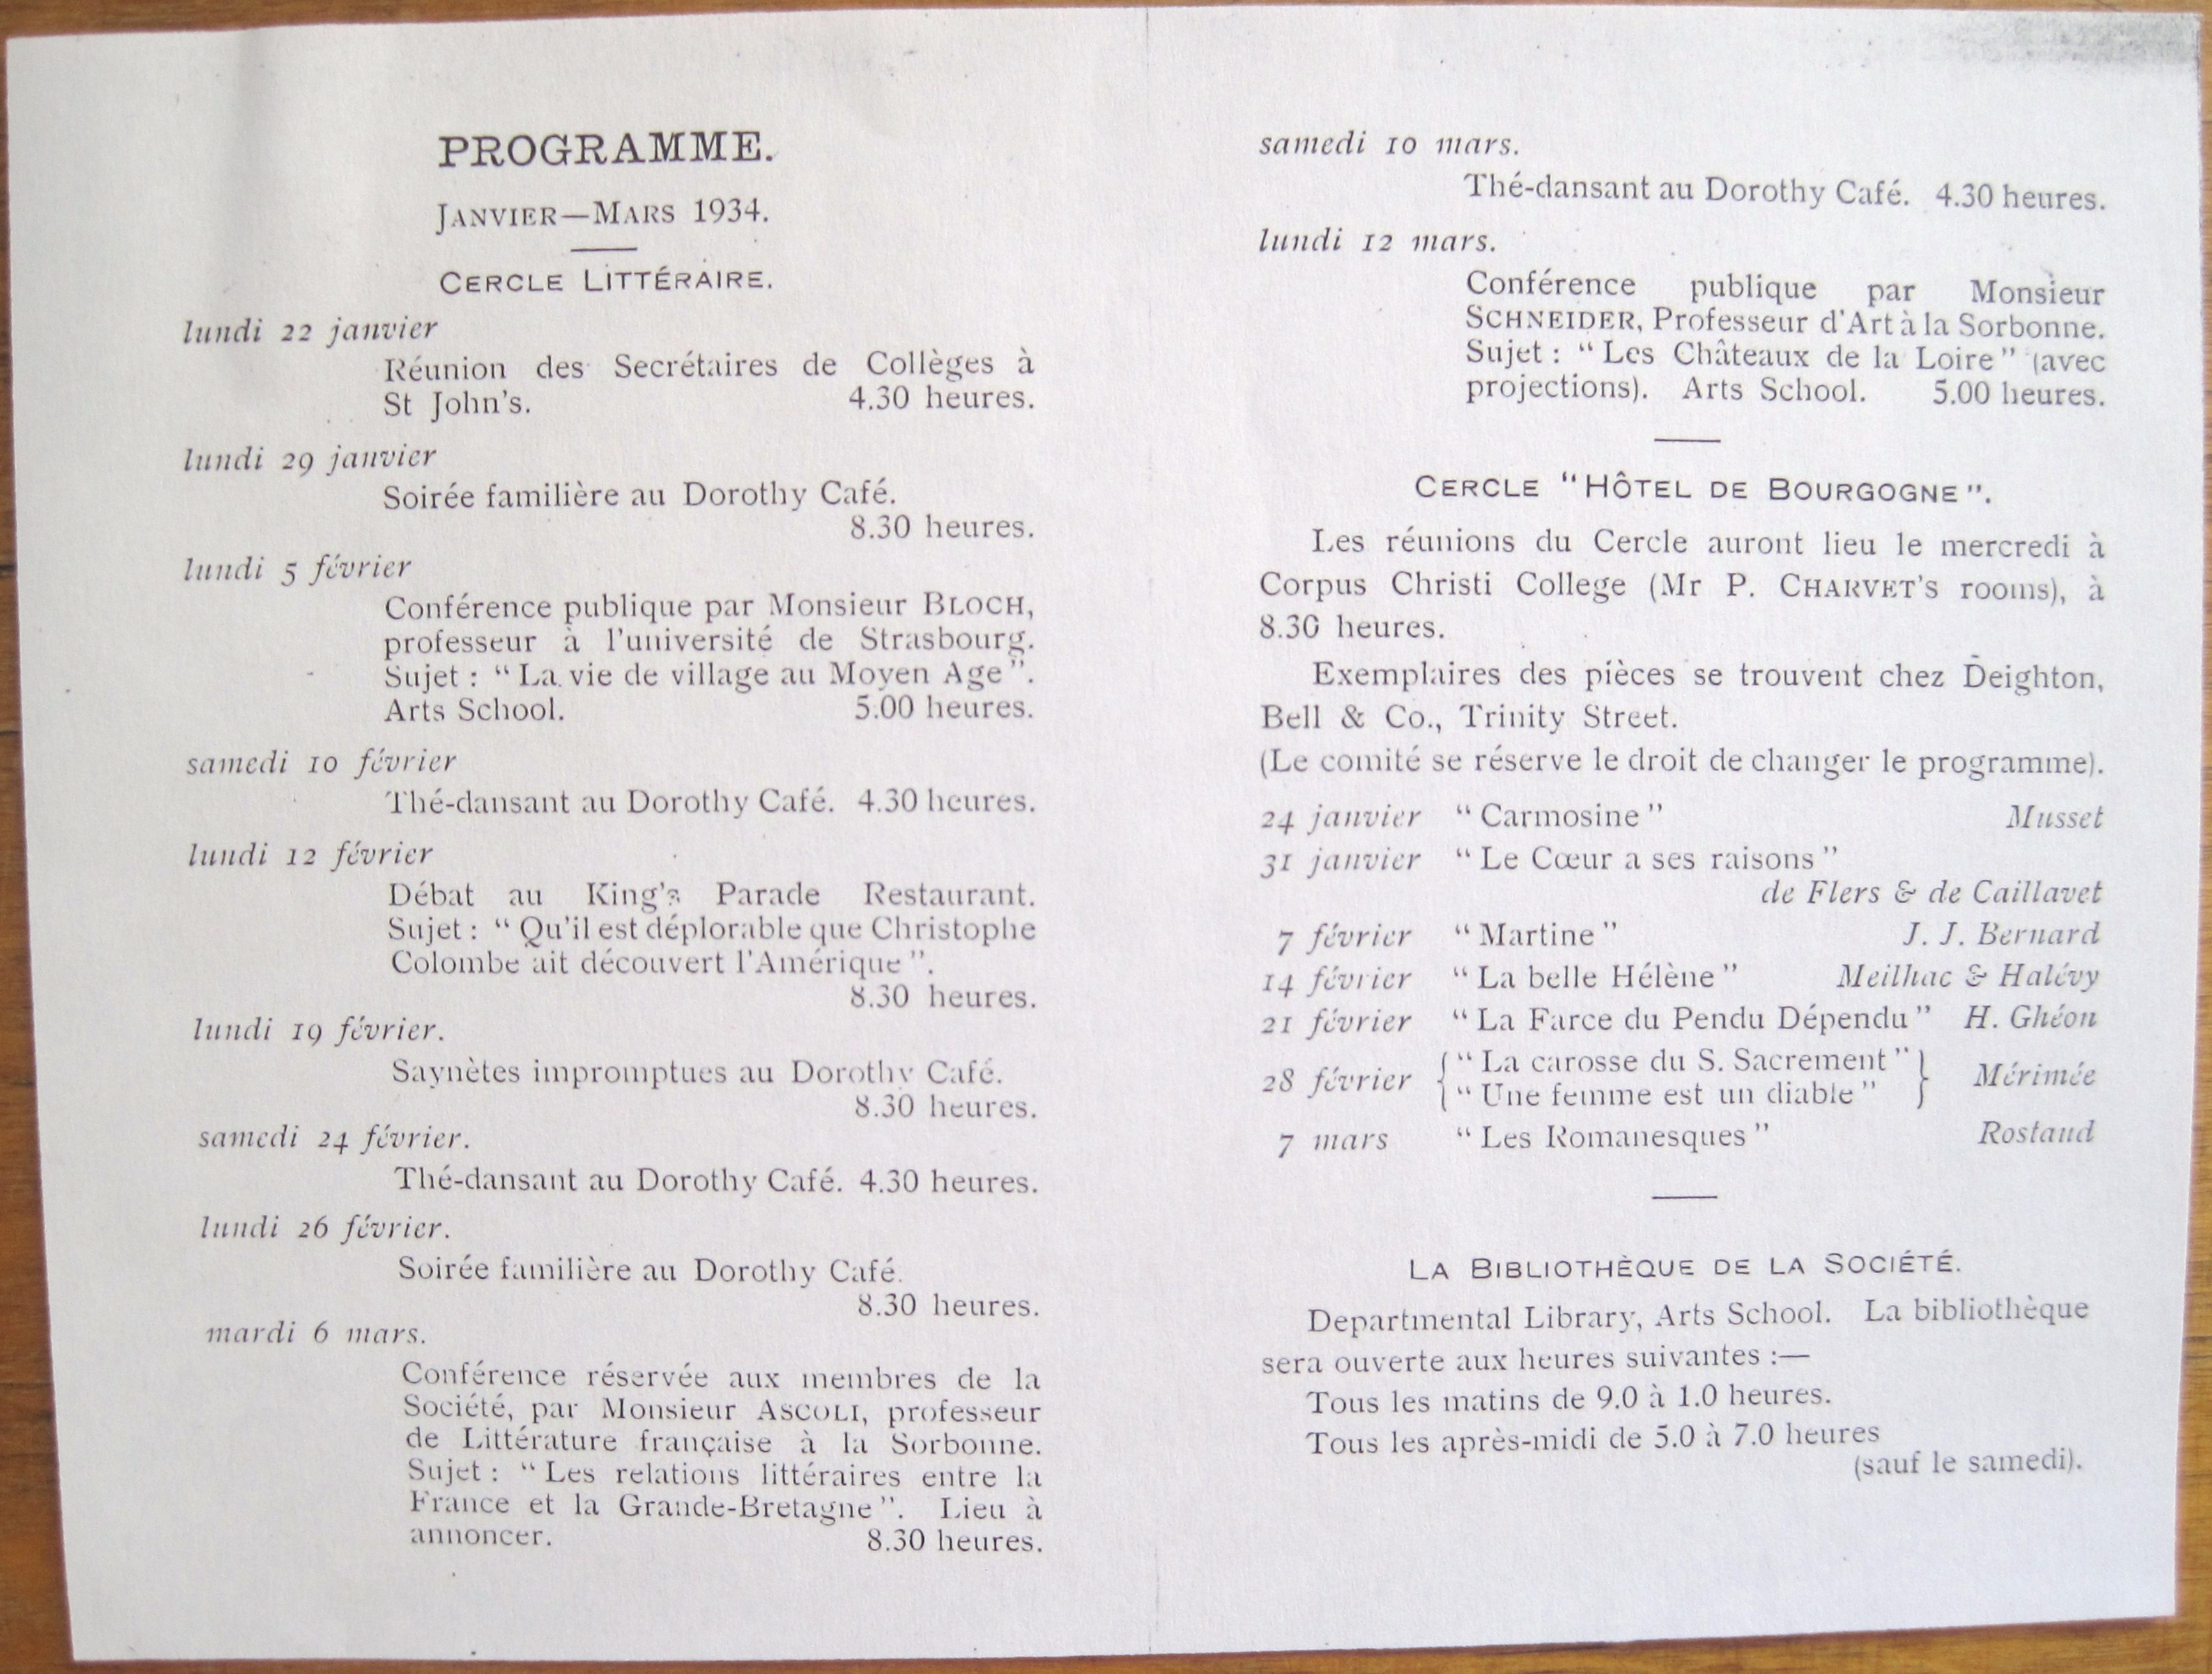 PROGRAMME.
JANVIER—MARS 1934.
CERCLE LITTÉRAIRE.
lundi 22 janvier
Réunion des Secrétaires de Collèges à
St John's. 4.30 heures.
lundi 29 janvier
Soirée familière au Dorothy Café.
8.30 heures.
lundi 5 février
Conférence publique par Monsieur BLOCH,
professeur à l'université de Strasbourg.
Sujet : “ La vie de village au Moyen Age ”.
Arts School. 5.00 heures.
samedi 10 février
Thé-dansant au Dorothy Café. 4.30 heures.
lundi 12 février
Débat au King's Parade Restaurant.
Sujet : “ Qu'il est déplorable que Christophe
Colombe ait découvert l'Amérique ”.
8.30 heures.
lundi 19 février.
Saynètes impromptues au Dorothy Café.
8.30 heures.
samedi 24 février.
Thé-dansant au Dorothy Café. 4.30 heures.
lundi 26 février.
Soirée familière au Dorothy Café.
8.30 heures.
mardi 6 mars.
Conférence réservée aux membres de la
Société, par Monsieur ASCOLI, professeur
de Littérature française à la Sorbonne.
Sujet : “ Les relations littéraires entre la
France et la Grande-Bretagne ”. Lieu à
annoncer. 8.30 heures.
samedi 10 mars.
Thé-dansant au Dorothy Café. 4.30 heures.
lundi 12 mars.
Conférence publique par Monsieur
SCHNEIDER, Professeur d'Art à la Sorbonne.
Sujet : “ Les Châteaux de la Loire ” (avec
projections). Arts School. 5.00 heures.
CERCLE “ HÔTEL DE BOURGOGNE ”.
Les réunions du Cercle auront lieu le mercredi à
Corpus Christi College (Mr P. CHARVET'S rooms), à
8.30 heures.
Exemplaires des pièces se trouvent chez Deighton,
Bell & Co., Trinity Street.
(Le comité se réserve le droit de changer le programme).
24 janvier “ Carmosine ” Musset
31 janvier “ Le Cœur a ses raisons ”
de Flers & de Caillavet
7 février “ Martine ” J. J. Bernard
14 février “ La belle Hélène ” Meilhac & Halévy
21 février “ La Farce du Pendu Dépendu ” H. Ghéon
28 février { “ La carosse du S. Sacrement ” } Mérimée
“ Une femme est un diable ”
7 mars “ Les Romanesques ” Rostand
LA BIBLIOTHÈQUE DE LA SOCIÉTÉ.
Departmental Library, Arts School. La bibliothèque
sera ouverte aux heures suivantes :—
Tous les matins de 9.0 à 1.0 heures.
Tous les après-midi de 5.0 à 7.0 heures
(sauf le samedi).